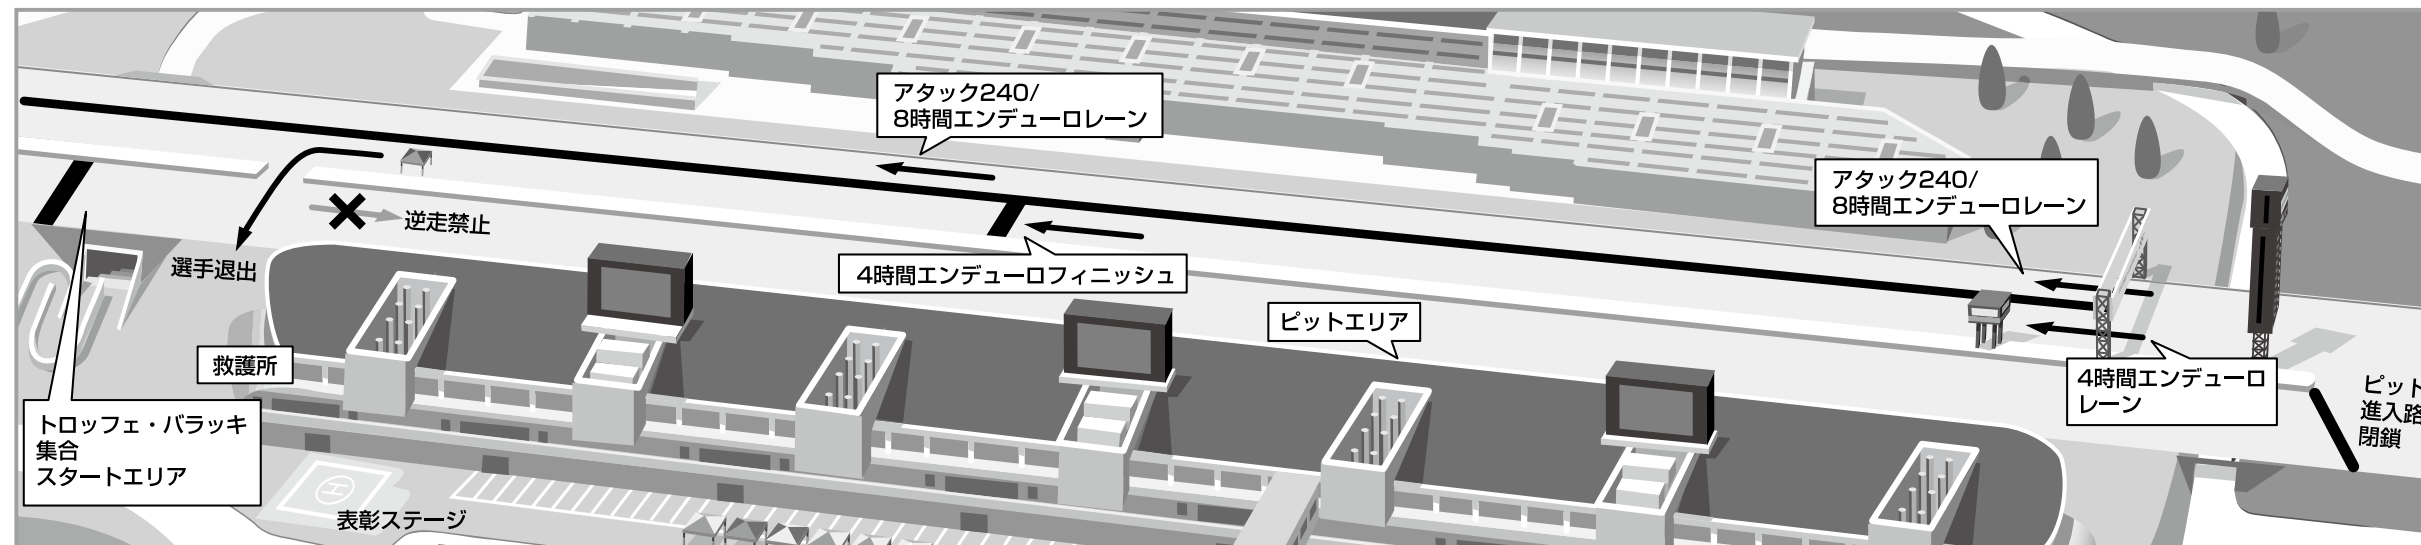 アタック240/
8時間エンデューロレーン
アタック240/
8時間エンデューロレーン
逆走禁止
選手退出
4時間エンデューロフィニッシュ
ピットエリア
救護所
4時間エンデューロ
レーン
ピット
進入路
閉鎖
トロッフェ・バラッキ
集合
スタートエリア
表彰ステージ